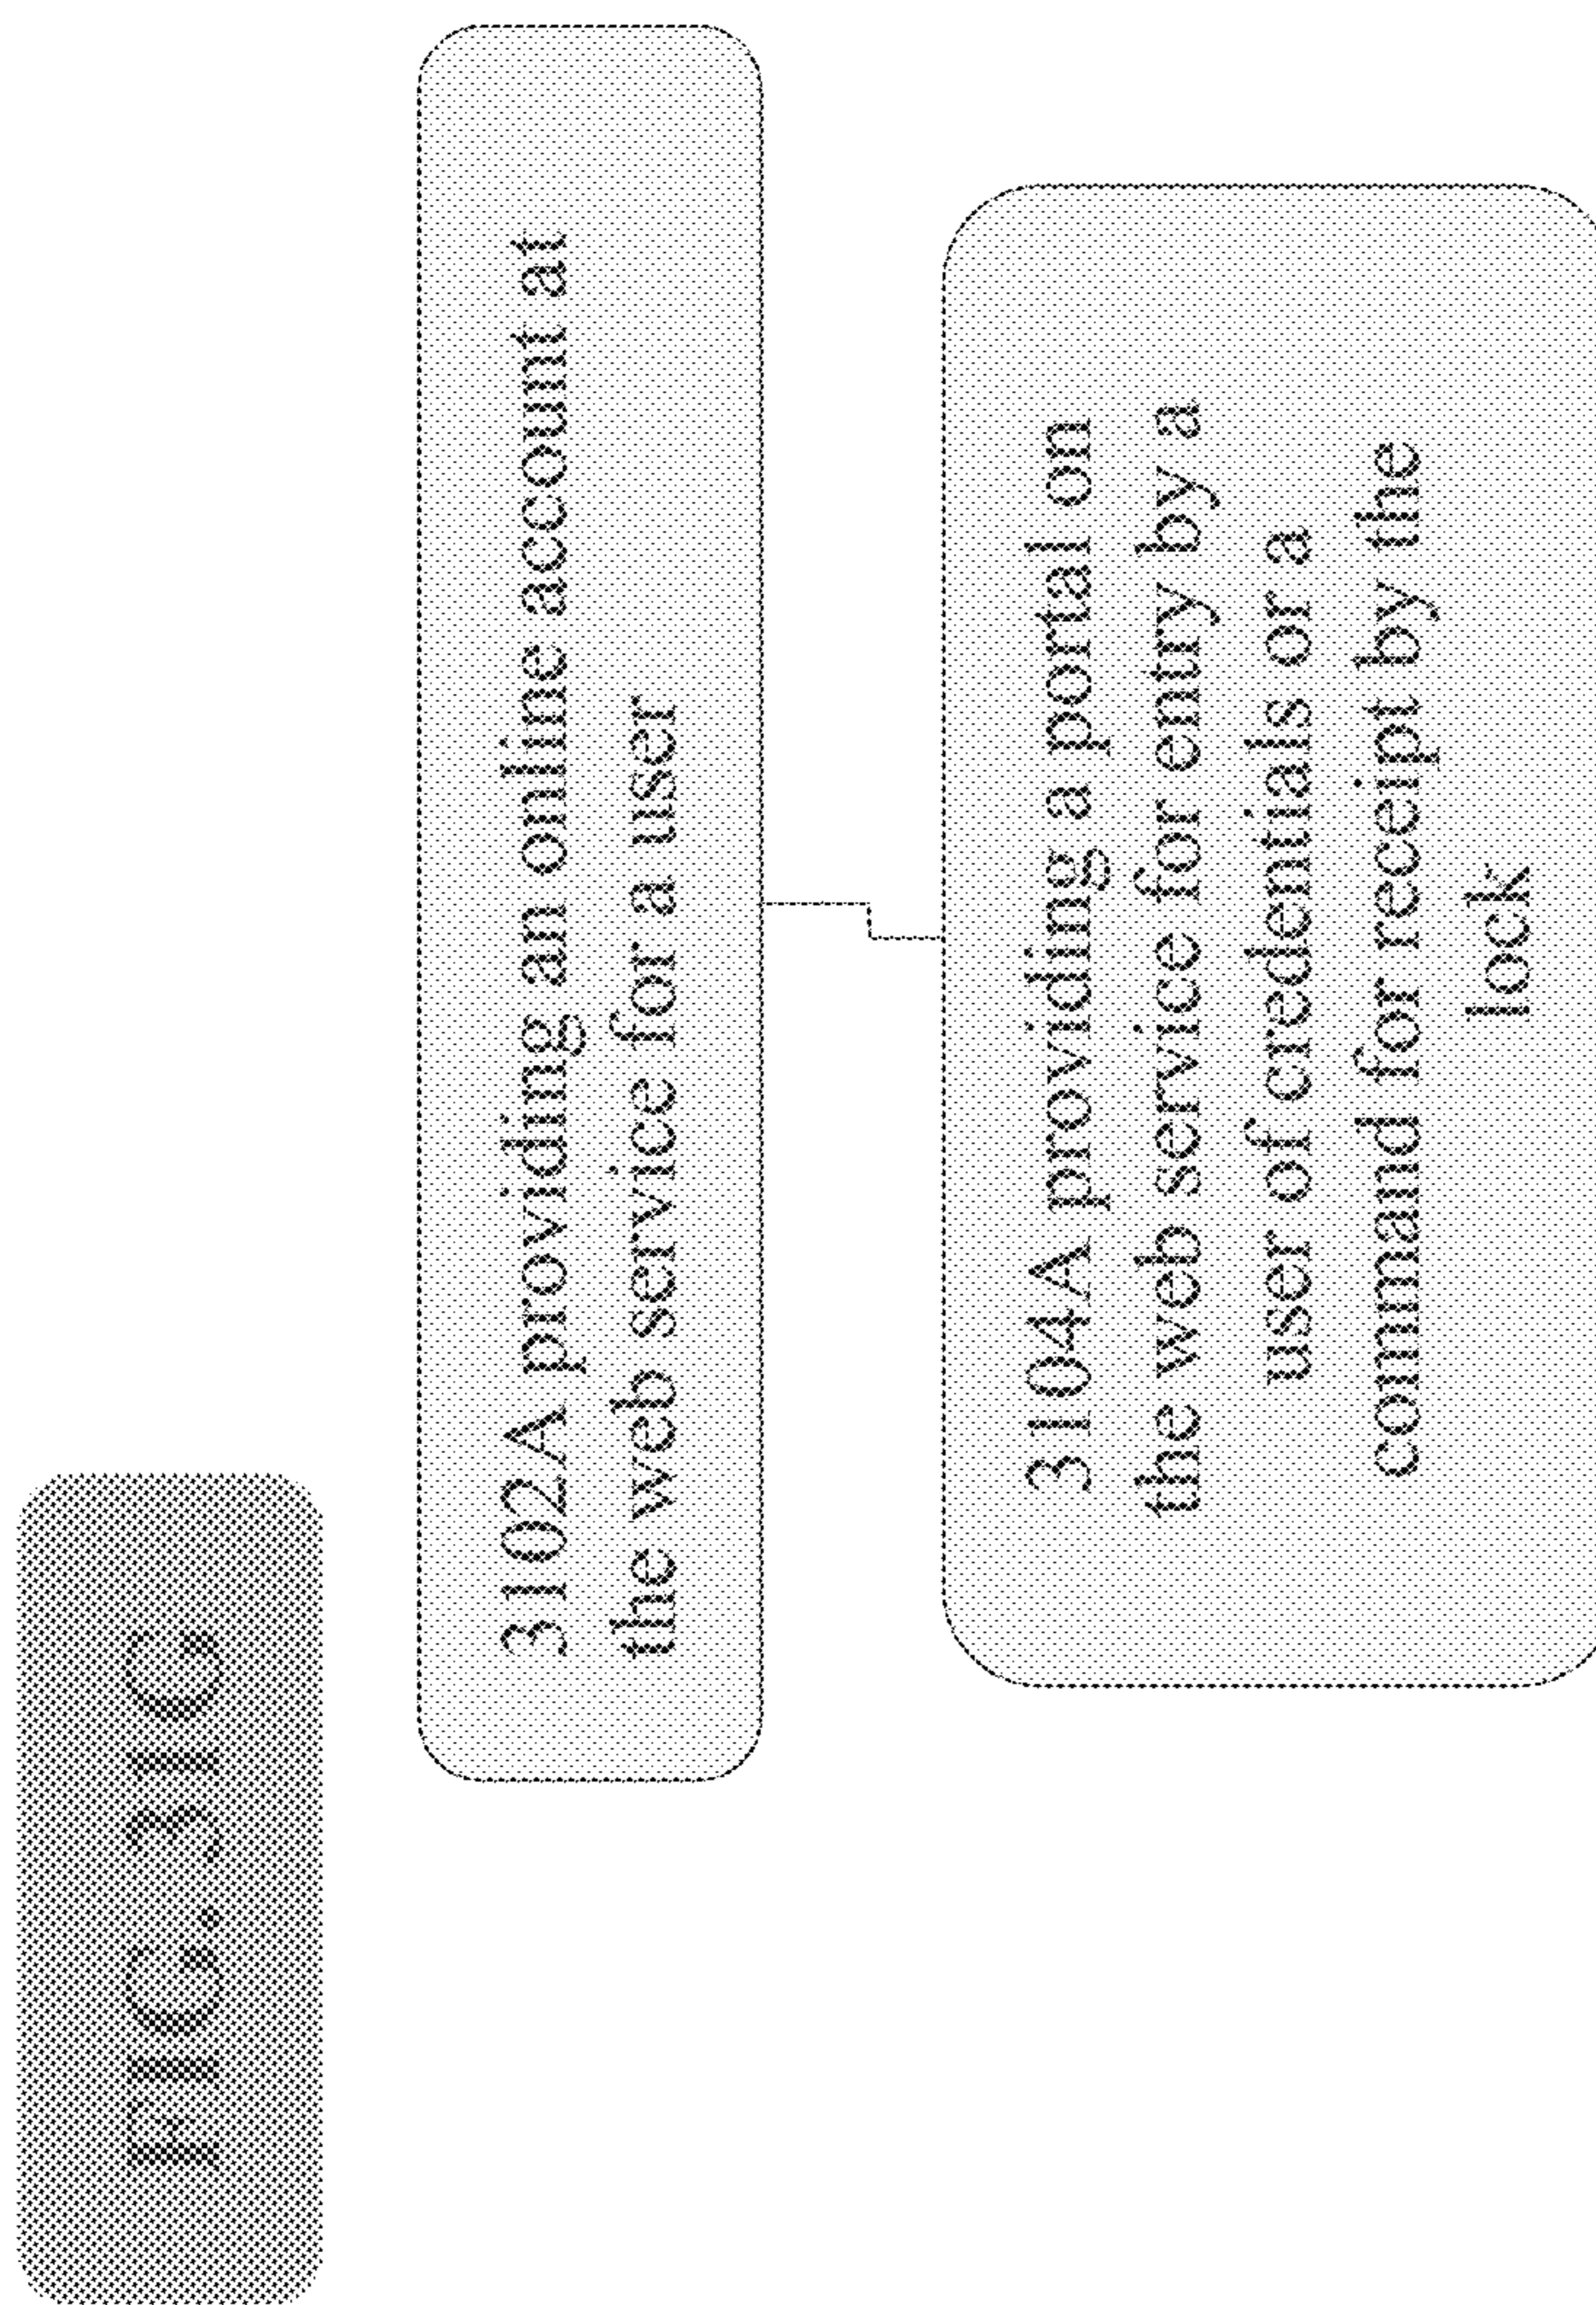 FIG. 31C
3102A providing an online account at
the web service for a user
3104A providing a portal on
the web service for entry by a
user of credentials or a
command for receipt by the
lock